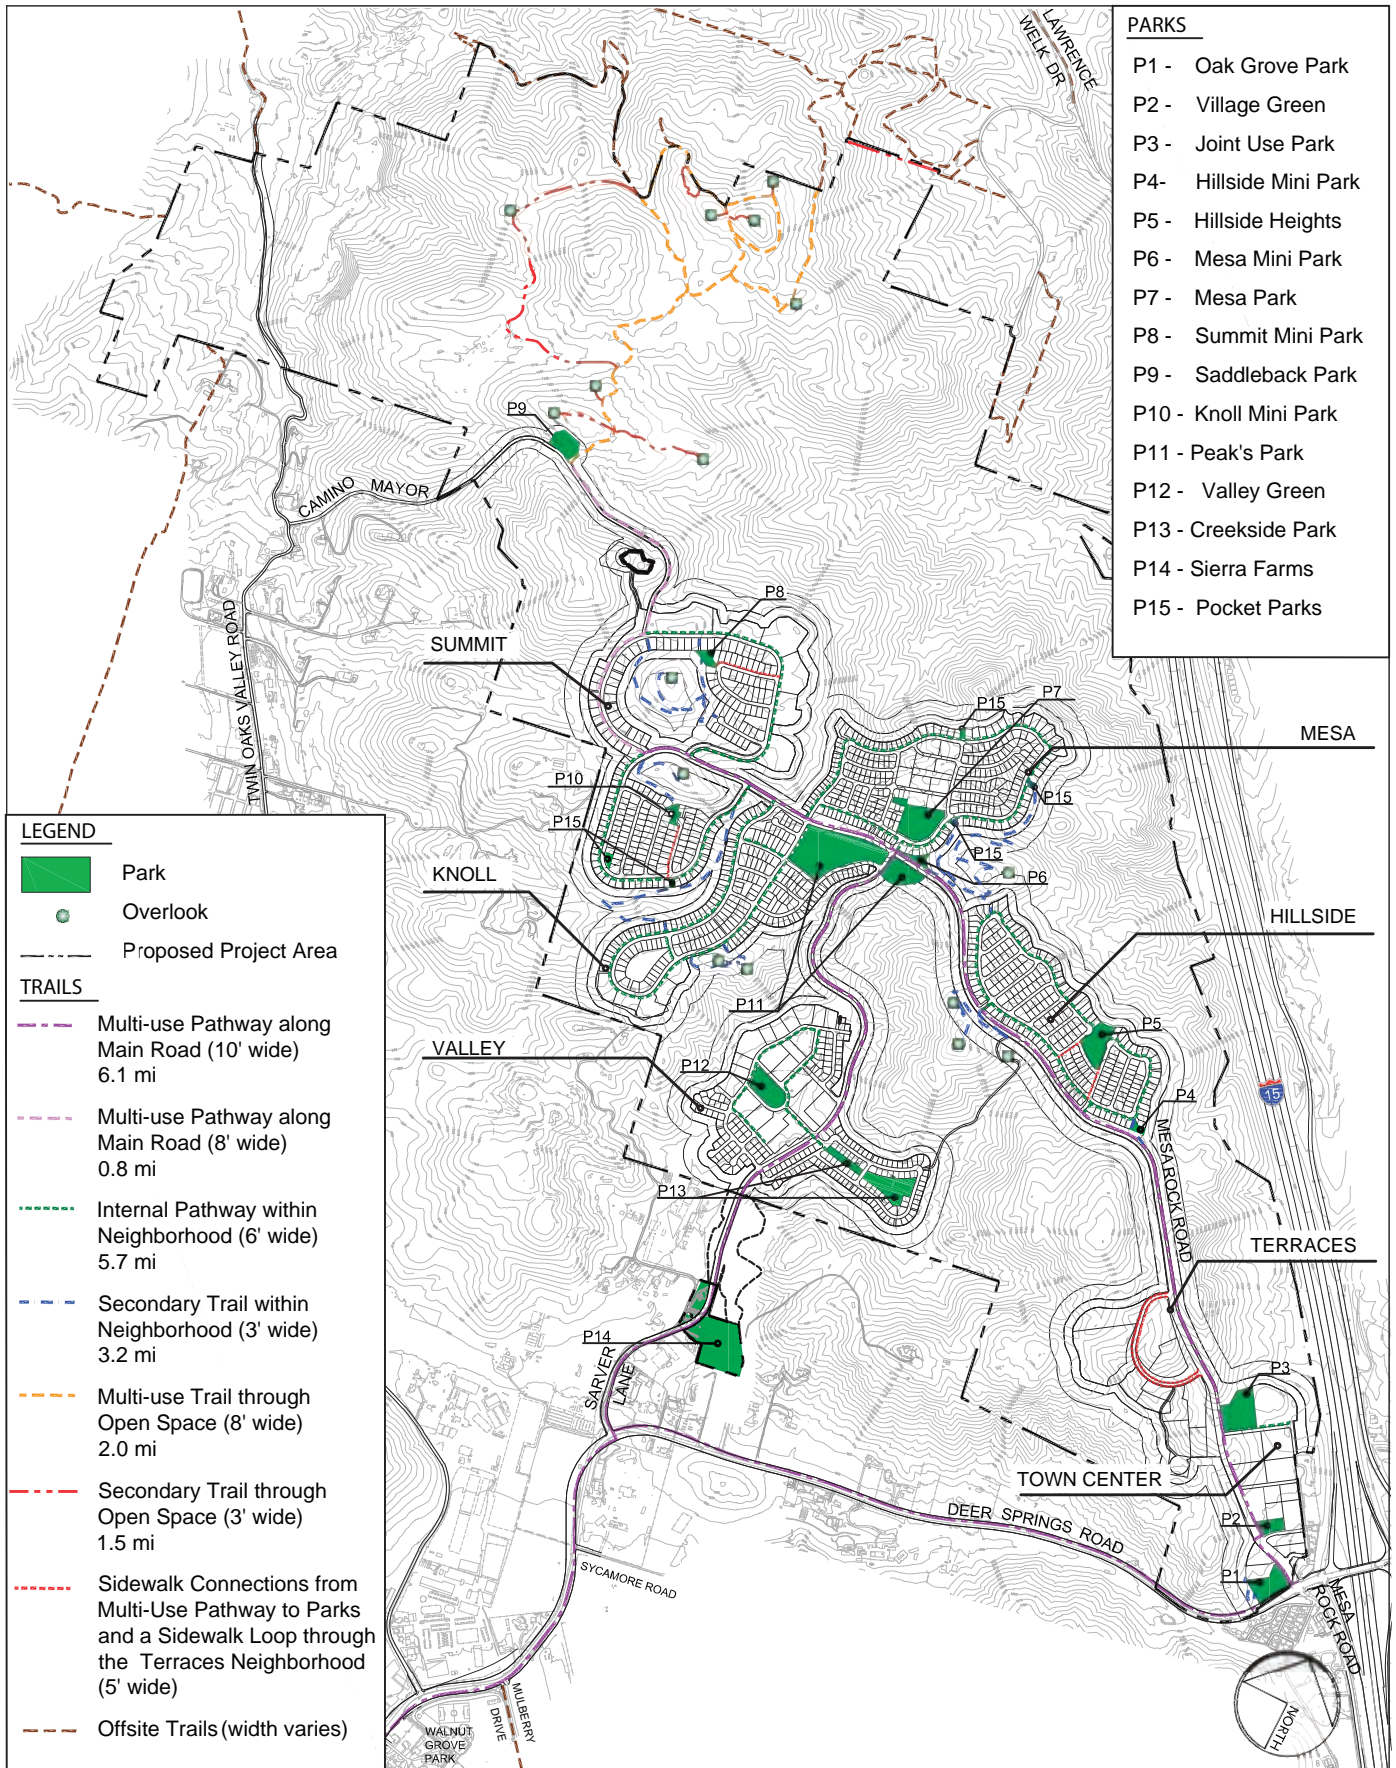 LAWRENCE
WELK DR
PARKS
P1 - Oak Grove Park
P2 - Village Green
P3 - Joint Use Park
P4- Hillside Mini Park
P5 - Hillside Heights
P6 - Mesa Mini Park
P7 - Mesa Park
P8 - Summit Mini Park
P9 - Saddleback Park
P10 - Knoll Mini Park
P11 - Peak's Park
P12 - Valley Green
P13 - Creekside Park
P14 - Sierra Farms
P15 - Pocket Parks
P9
CAMINO MAYOR
TWIN OAKS VALLEY ROAD
P8
SUMMIT
P7
P15
MESA
P10
P15
P15
P15
P6
KNOLL
HILLSIDE
P11
P5
VALLEY
P12
P4
15
MESA ROCK ROAD
P13
TERRACES
P14
SARVER
LANE
P3
TOWN CENTER
DEER SPRINGS ROAD
P2
P1
SYCAMORE ROAD
MESA
ROCK ROAD
MULBERRY
DRIVE
WALNUT
GROVE
PARK
NORTH
LEGEND
Park
Overlook
Proposed Project Area
TRAILS
Multi-use Pathway along
Main Road (10' wide)
6.1 mi
Multi-use Pathway along
Main Road (8' wide)
0.8 mi
Internal Pathway within
Neighborhood (6' wide)
5.7 mi
Secondary Trail within
Neighborhood (3' wide)
3.2 mi
Multi-use Trail through
Open Space (8' wide)
2.0 mi
Secondary Trail through
Open Space (3' wide)
1.5 mi
Sidewalk Connections from
Multi-Use Pathway to Parks
and a Sidewalk Loop through
the Terraces Neighborhood
(5' wide)
Offsite Trails (width varies)